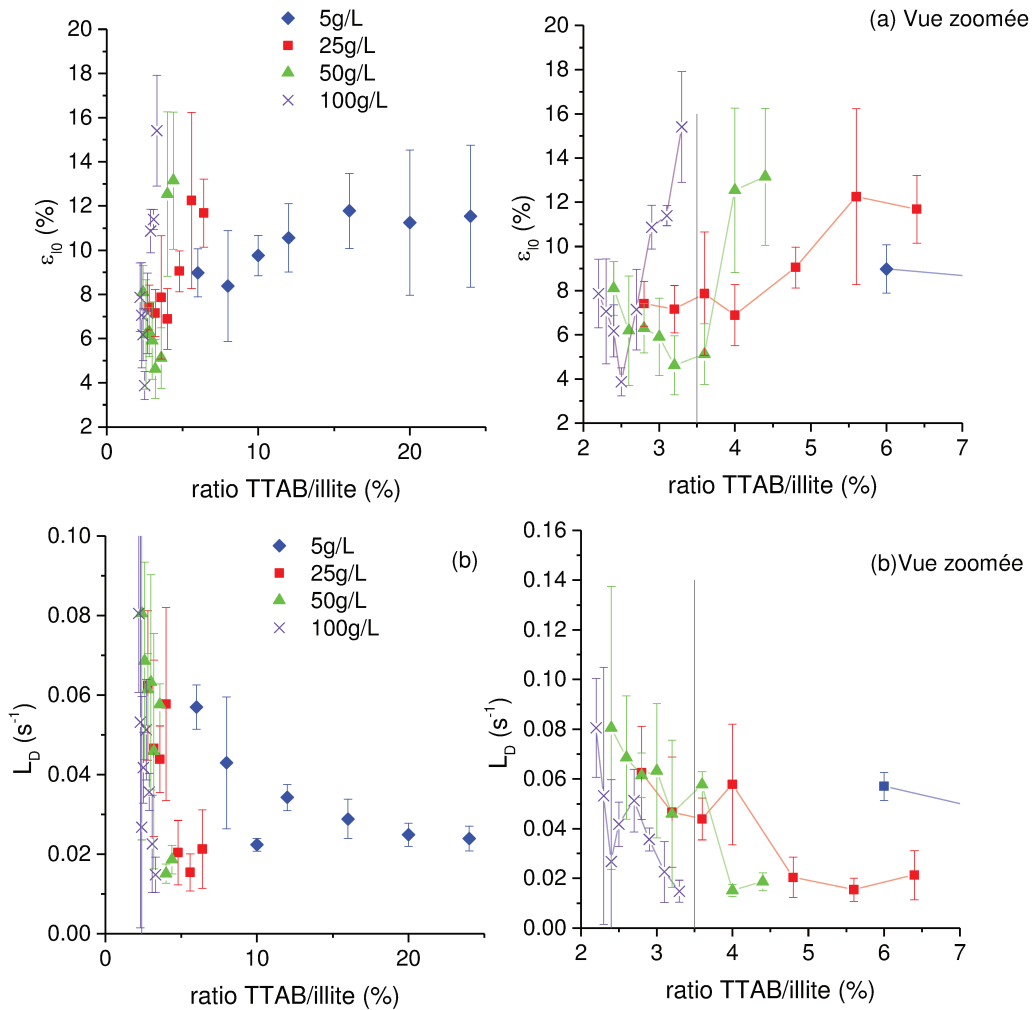 5g/L
25g/L
50g/L
100g/L
20
18
16
14
12
10
8
6
4
2
ε_l0 (%)
0
10
20
ratio TTAB/illite (%)
(a) Vue zoomée
20
18
16
14
12
10
8
6
4
2
ε_l0 (%)
2
3
4
5
6
7
ratio TTAB/illite (%)
5g/L
25g/L
50g/L
100g/L
(b)
0.10
0.08
0.06
0.04
0.02
0.00
L_D (s⁻¹)
0
10
20
ratio TTAB/illite (%)
(b)Vue zoomée
0.16
0.14
0.12
0.10
0.08
0.06
0.04
0.02
0.00
L_D (s⁻¹)
2
3
4
5
6
7
ratio TTAB/illite (%)